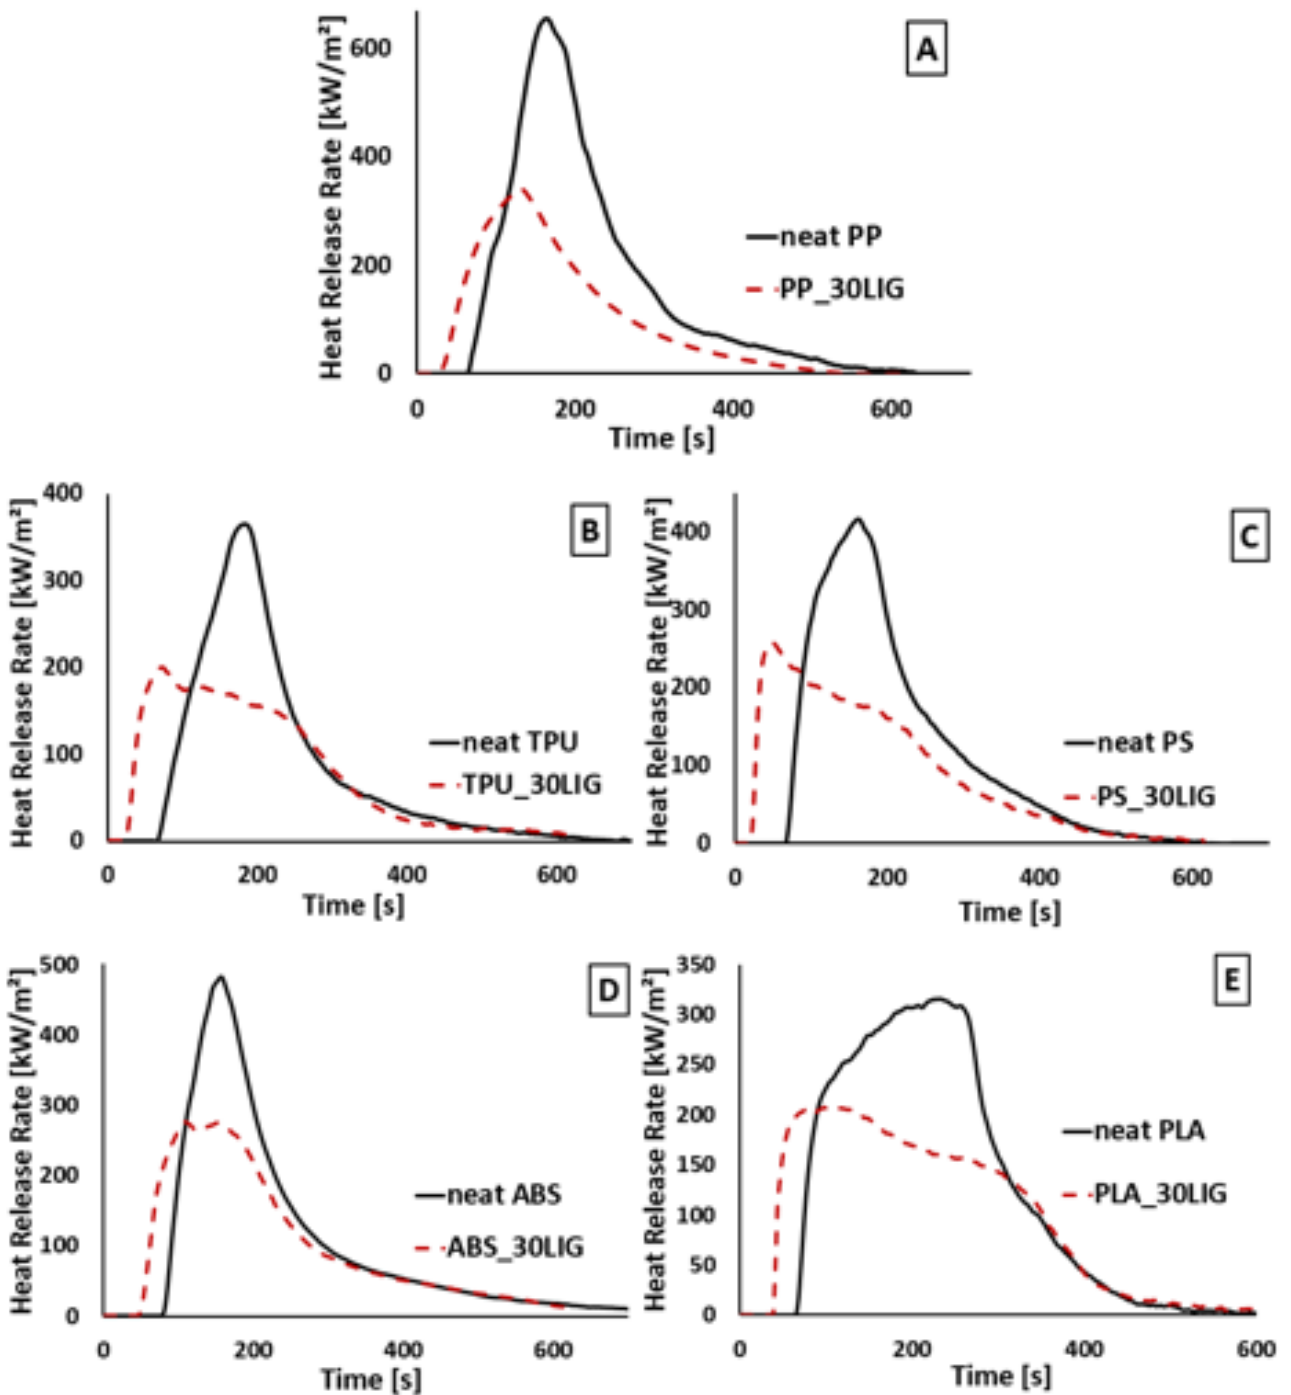 A
Heat Release Rate [kW/m²]
600
400
200
0
neat PP
PP_30LIG
0 200 400 600
Time [s]
B
Heat Release Rate [kW/m²]
400
300
200
100
0
neat TPU
TPU_30LIG
0 200 400 600
Time [s]
C
Heat Release Rate [kW/m²]
400
300
200
100
0
neat PS
PS_30LIG
0 200 400 600
Time [s]
D
Heat Release Rate [kW/m²]
500
400
300
200
100
0
neat ABS
ABS_30LIG
0 200 400 600
Time [s]
E
Heat Release Rate [kW/m²]
350
300
250
200
150
100
50
0
neat PLA
PLA_30LIG
0 200 400 600
Time [s]